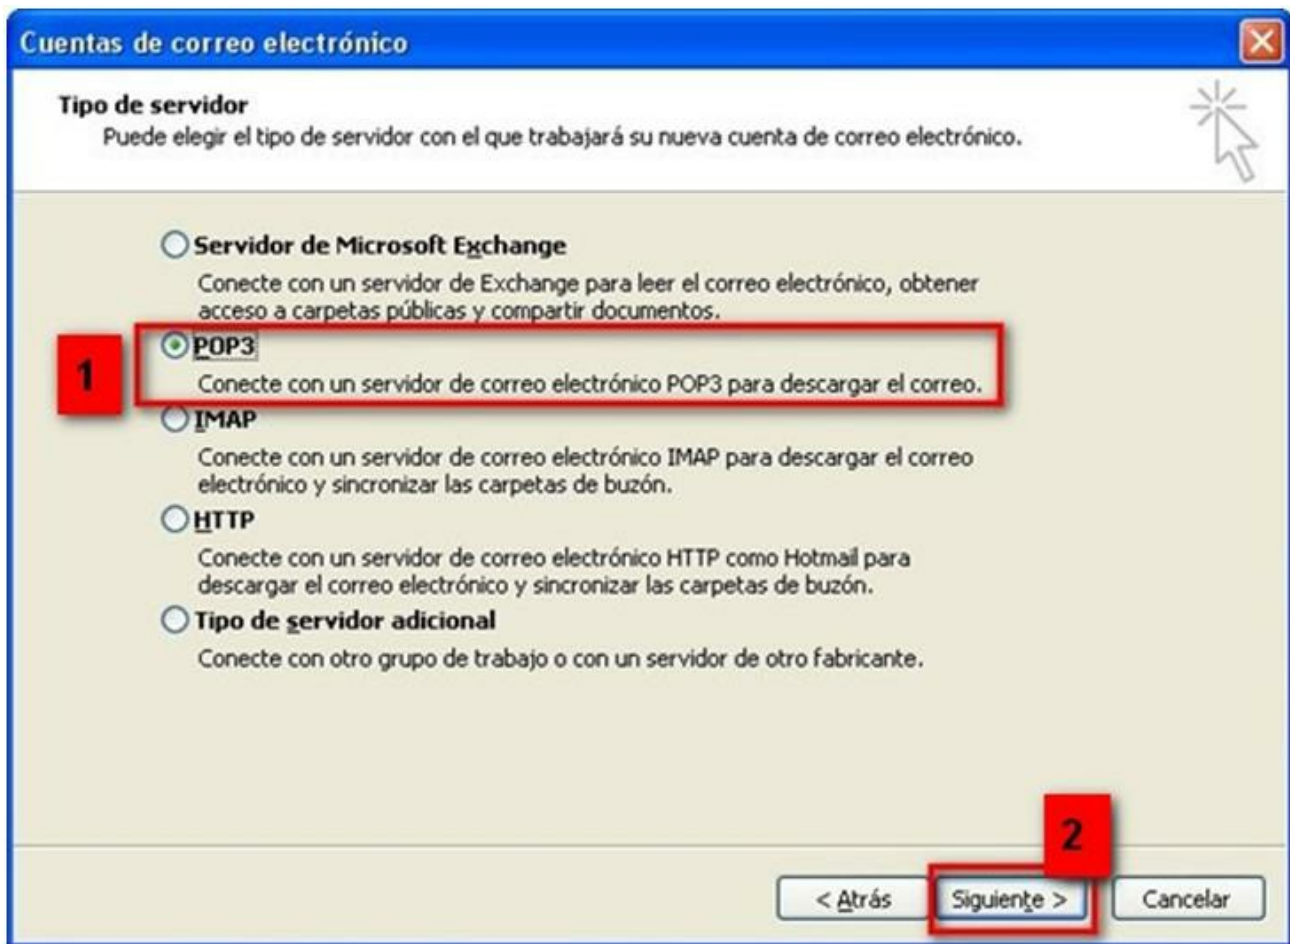 Cuentas de correo electrónico
Tipo de servidor
Puede elegir el tipo de servidor con el que trabajará su nueva cuenta de correo electrónico.
Servidor de Microsoft Exchange
Conecte con un servidor de Exchange para leer el correo electrónico, obtener
acceso a carpetas públicas y compartir documentos.
1
POP3
Conecte con un servidor de correo electrónico POP3 para descargar el correo.
IMAP
Conecte con un servidor de correo electrónico IMAP para descargar el correo
electrónico y sincronizar las carpetas de buzón.
HTTP
Conecte con un servidor de correo electrónico HTTP como Hotmail para
descargar el correo electrónico y sincronizar las carpetas de buzón.
Tipo de servidor adicional
Conecte con otro grupo de trabajo o con un servidor de otro fabricante.
2
< Atrás Siguiente > Cancelar